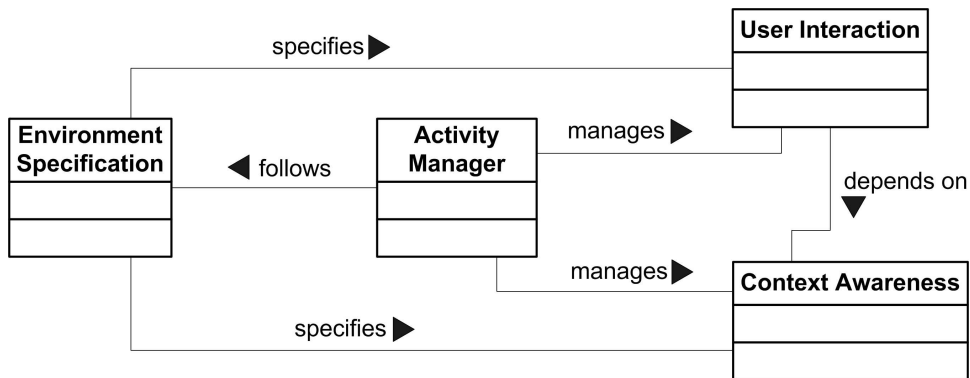 User Interaction
specifies
Environment
Specification
Activity
Manager
manages
follows
depends on
manages
Context Awareness
specifies